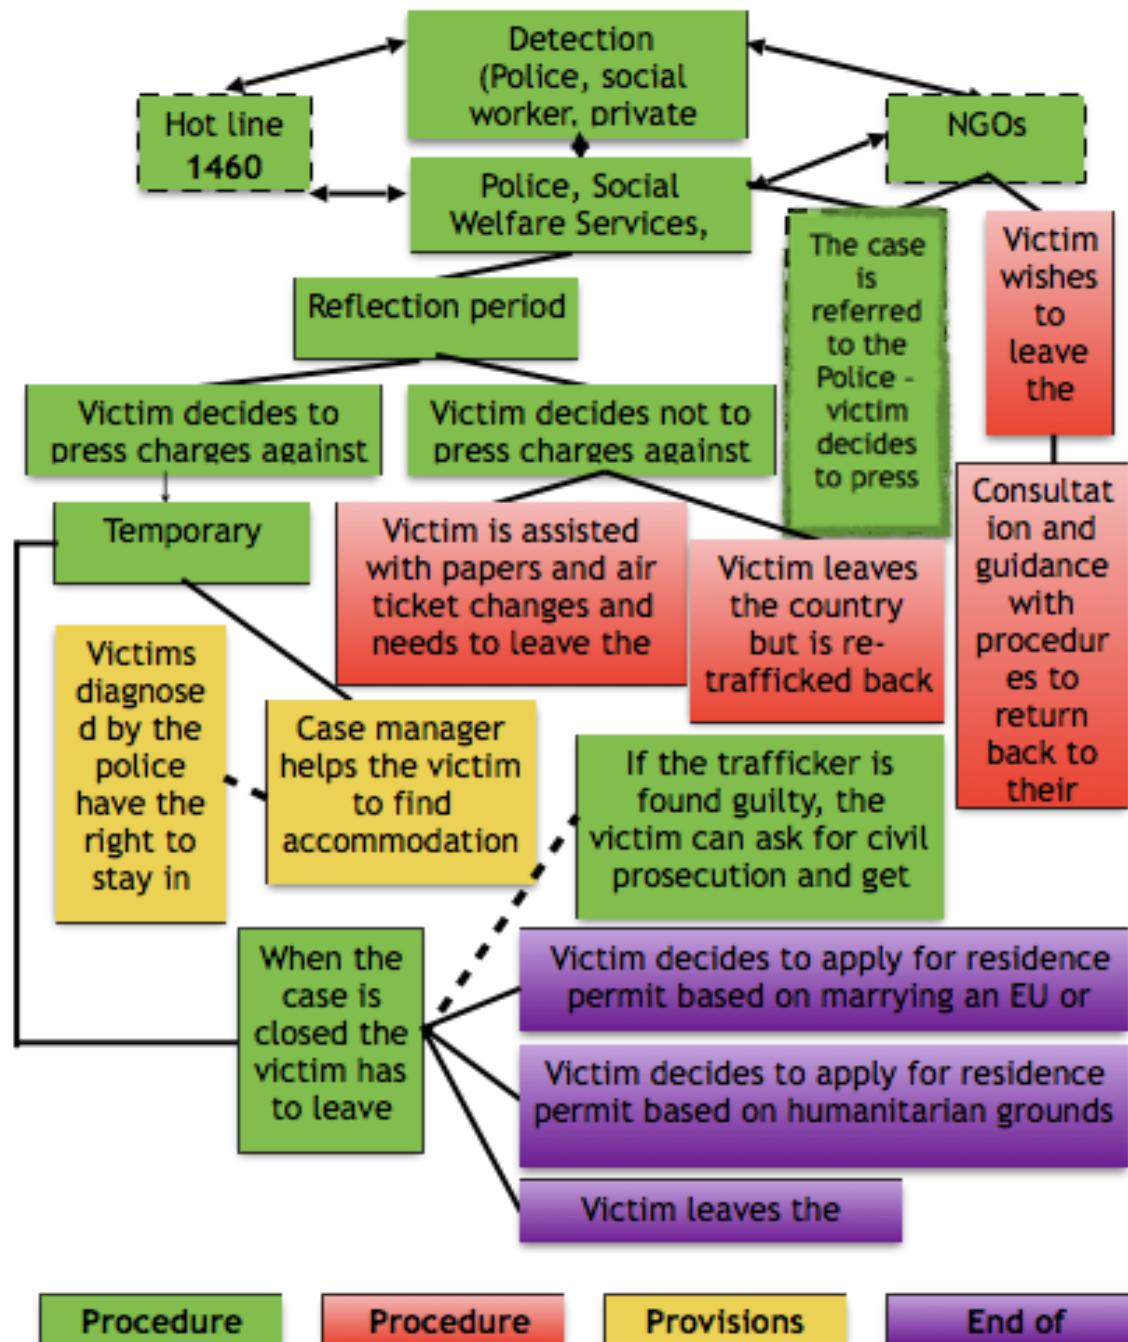 Detection
(Police, social
worker, private
Hot line
1460
NGOs
Police, Social
Welfare Services,
Reflection period
The case
is
referred
to the
Police -
victim
decides
to press
Victim
wishes
to
leave
the
Victim decides to
press charges against
Victim decides not to
press charges against
Consultat
ion and
guidance
with
procedur
es to
return
back to
their
Temporary
Victim is assisted
with papers and air
ticket changes and
needs to leave the
Victim leaves
the country
but is re-
trafficked back
Victims
diagnose
d by the
police
have the
right to
stay in
Case manager
helps the victim
to find
accommodation
If the trafficker is
found guilty, the
victim can ask for civil
prosecution and get
When the
case is
closed the
victim has
to leave
Victim decides to apply for residence
permit based on marrying an EU or
Victim decides to apply for residence
permit based on humanitarian grounds
Victim leaves the
Procedure
Procedure
Provisions
End of